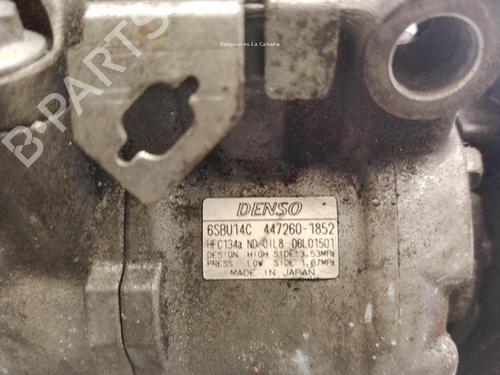 Desguaces La Cabaña
B-PARTS
DENSO
6SBU14C 447260-1852
HFC134a ND-OIL8 06L01501
DESIGN HIGH SIDE:3.53MPa
PRESS LOW SIDE:1.67MPa
MADE IN JAPAN